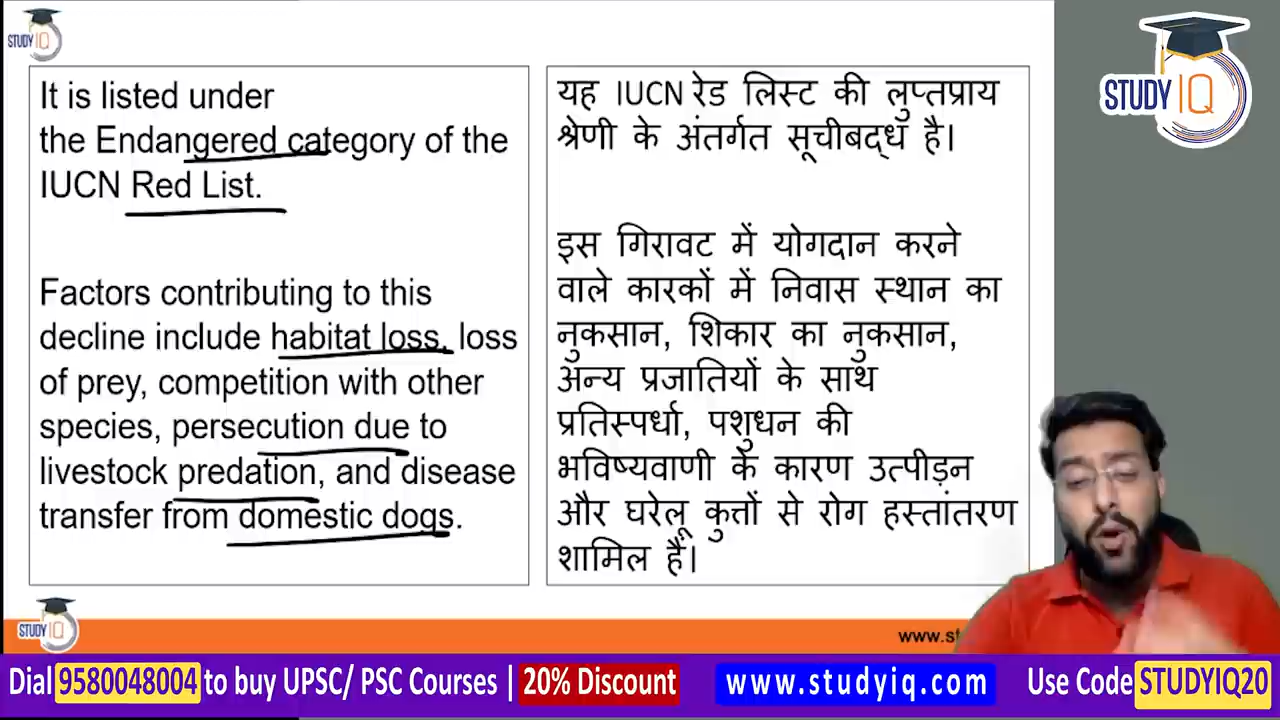 STUDY IQ
It is listed under
the Endangered category of the
IUCN Red List.
Factors contributing to this
decline include habitat loss, loss
of prey, competition with other
species, persecution due to
livestock predation, and disease
transfer from domestic dogs.
यह IUCN रेड लिस्ट की लुप्तप्राय
श्रेणी के अंतर्गत सूचीबद्ध है।
इस गिरावट में योगदान करने
वाले कारकों में निवास स्थान का
नुकसान, शिकार का नुकसान,
अन्य प्रजातियों के साथ
प्रतिस्पर्धा, पशुधन की
भविष्यवाणी के कारण उत्पीड़न
और घरेलू कुत्तों से रोग हस्तांतरण
शामिल हैं।
STUDY IQ
STUDY IQ
www.st
Dial 9580048004 to buy UPSC/ PSC Courses | 20% Discount
www.studyiq.com
Use Code STUDYIQ20